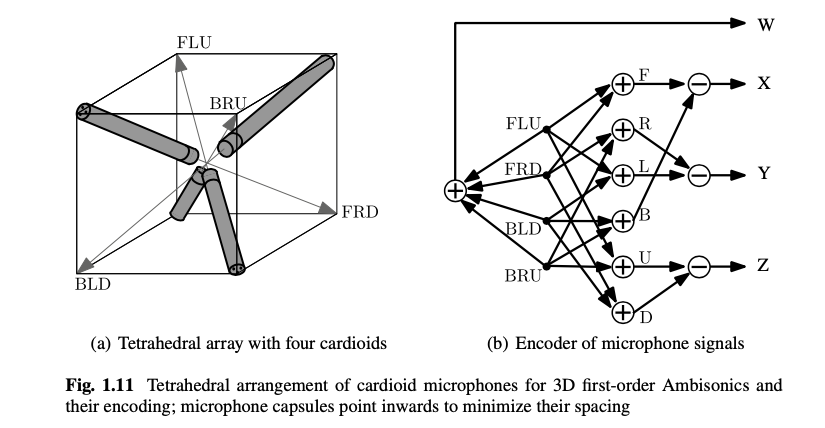 FLU
BRU
FRD
BLD
W
F
X
FLU
R
FRD
L
Y
B
BLD
U
Z
BRU
D
(a) Tetrahedral array with four cardioids
(b) Encoder of microphone signals
Fig. 1.11 Tetrahedral arrangement of cardioid microphones for 3D first-order Ambisonics and
their encoding; microphone capsules point inwards to minimize their spacing